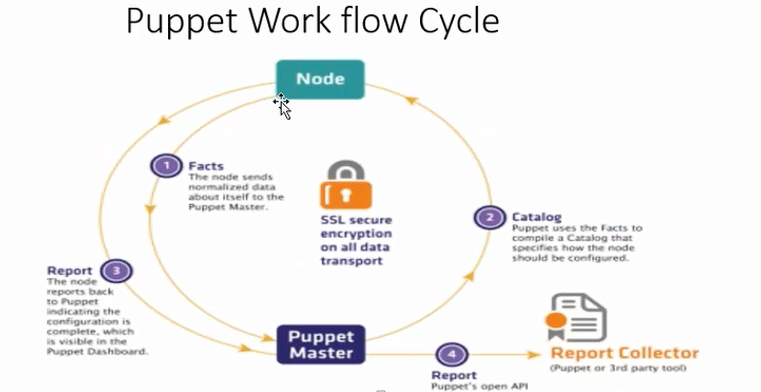 Puppet Work flow Cycle
Node
1
Facts
The node sends
normalized data
about itself to the
Puppet Master.
SSL secure
encryption
on all data
transport
2
Catalog
Puppet uses the Facts to
compile a Catalog that
specifies how the node
should be configured.
Report
3
The node
reports back
to Puppet
indicating the
configuration is
complete, which
is visible in the
Puppet Dashboard.
Puppet
Master
4
Report
Puppet's open API
Report Collector
(Puppet or 3rd party tool)